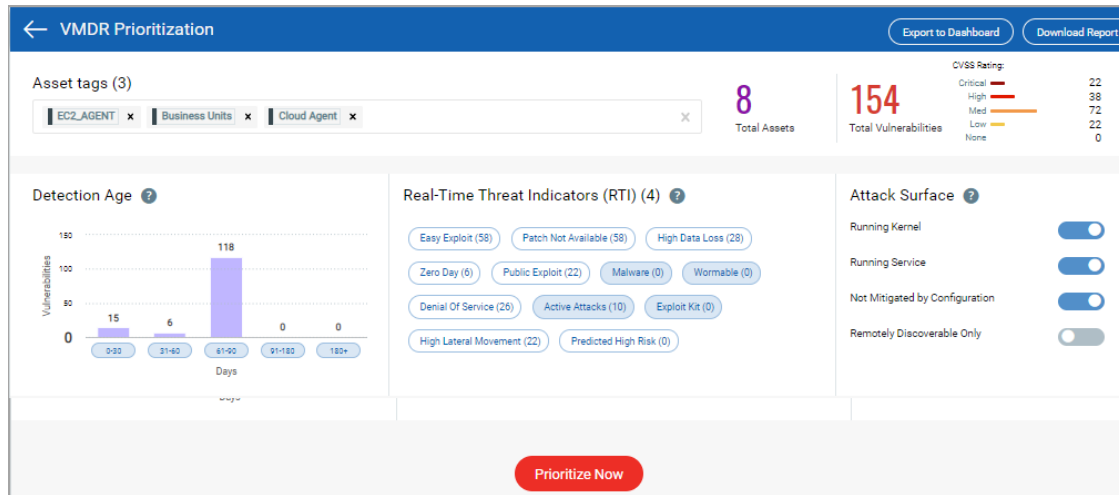 VMDR Prioritization
Export to Dashboard
Download Report
Asset tags (3)
EC2_AGENT x Business Units x Cloud Agent x
×
8
Total Assets
154
Total Vulnerabilities
CVSS Rating:
Critical 22
High 38
Med 72
Low 22
None 0
Detection Age ?
Vulnerabilities
150
100
50
0
15 6 118 0 0
0-30 31-60 61-90 91-180 180+
Days
Days
Real-Time Threat Indicators (RTI) (4) ?
Easy Exploit (58) Patch Not Available (58) High Data Loss (28)
Zero Day (6) Public Exploit (22) Malware (0) Wormable (0)
Denial Of Service (26) Active Attacks (10) Exploit Kit (0)
High Lateral Movement (22) Predicted High Risk (0)
Attack Surface ?
Running Kernel
Running Service
Not Mitigated by Configuration
Remotely Discoverable Only
Prioritize Now